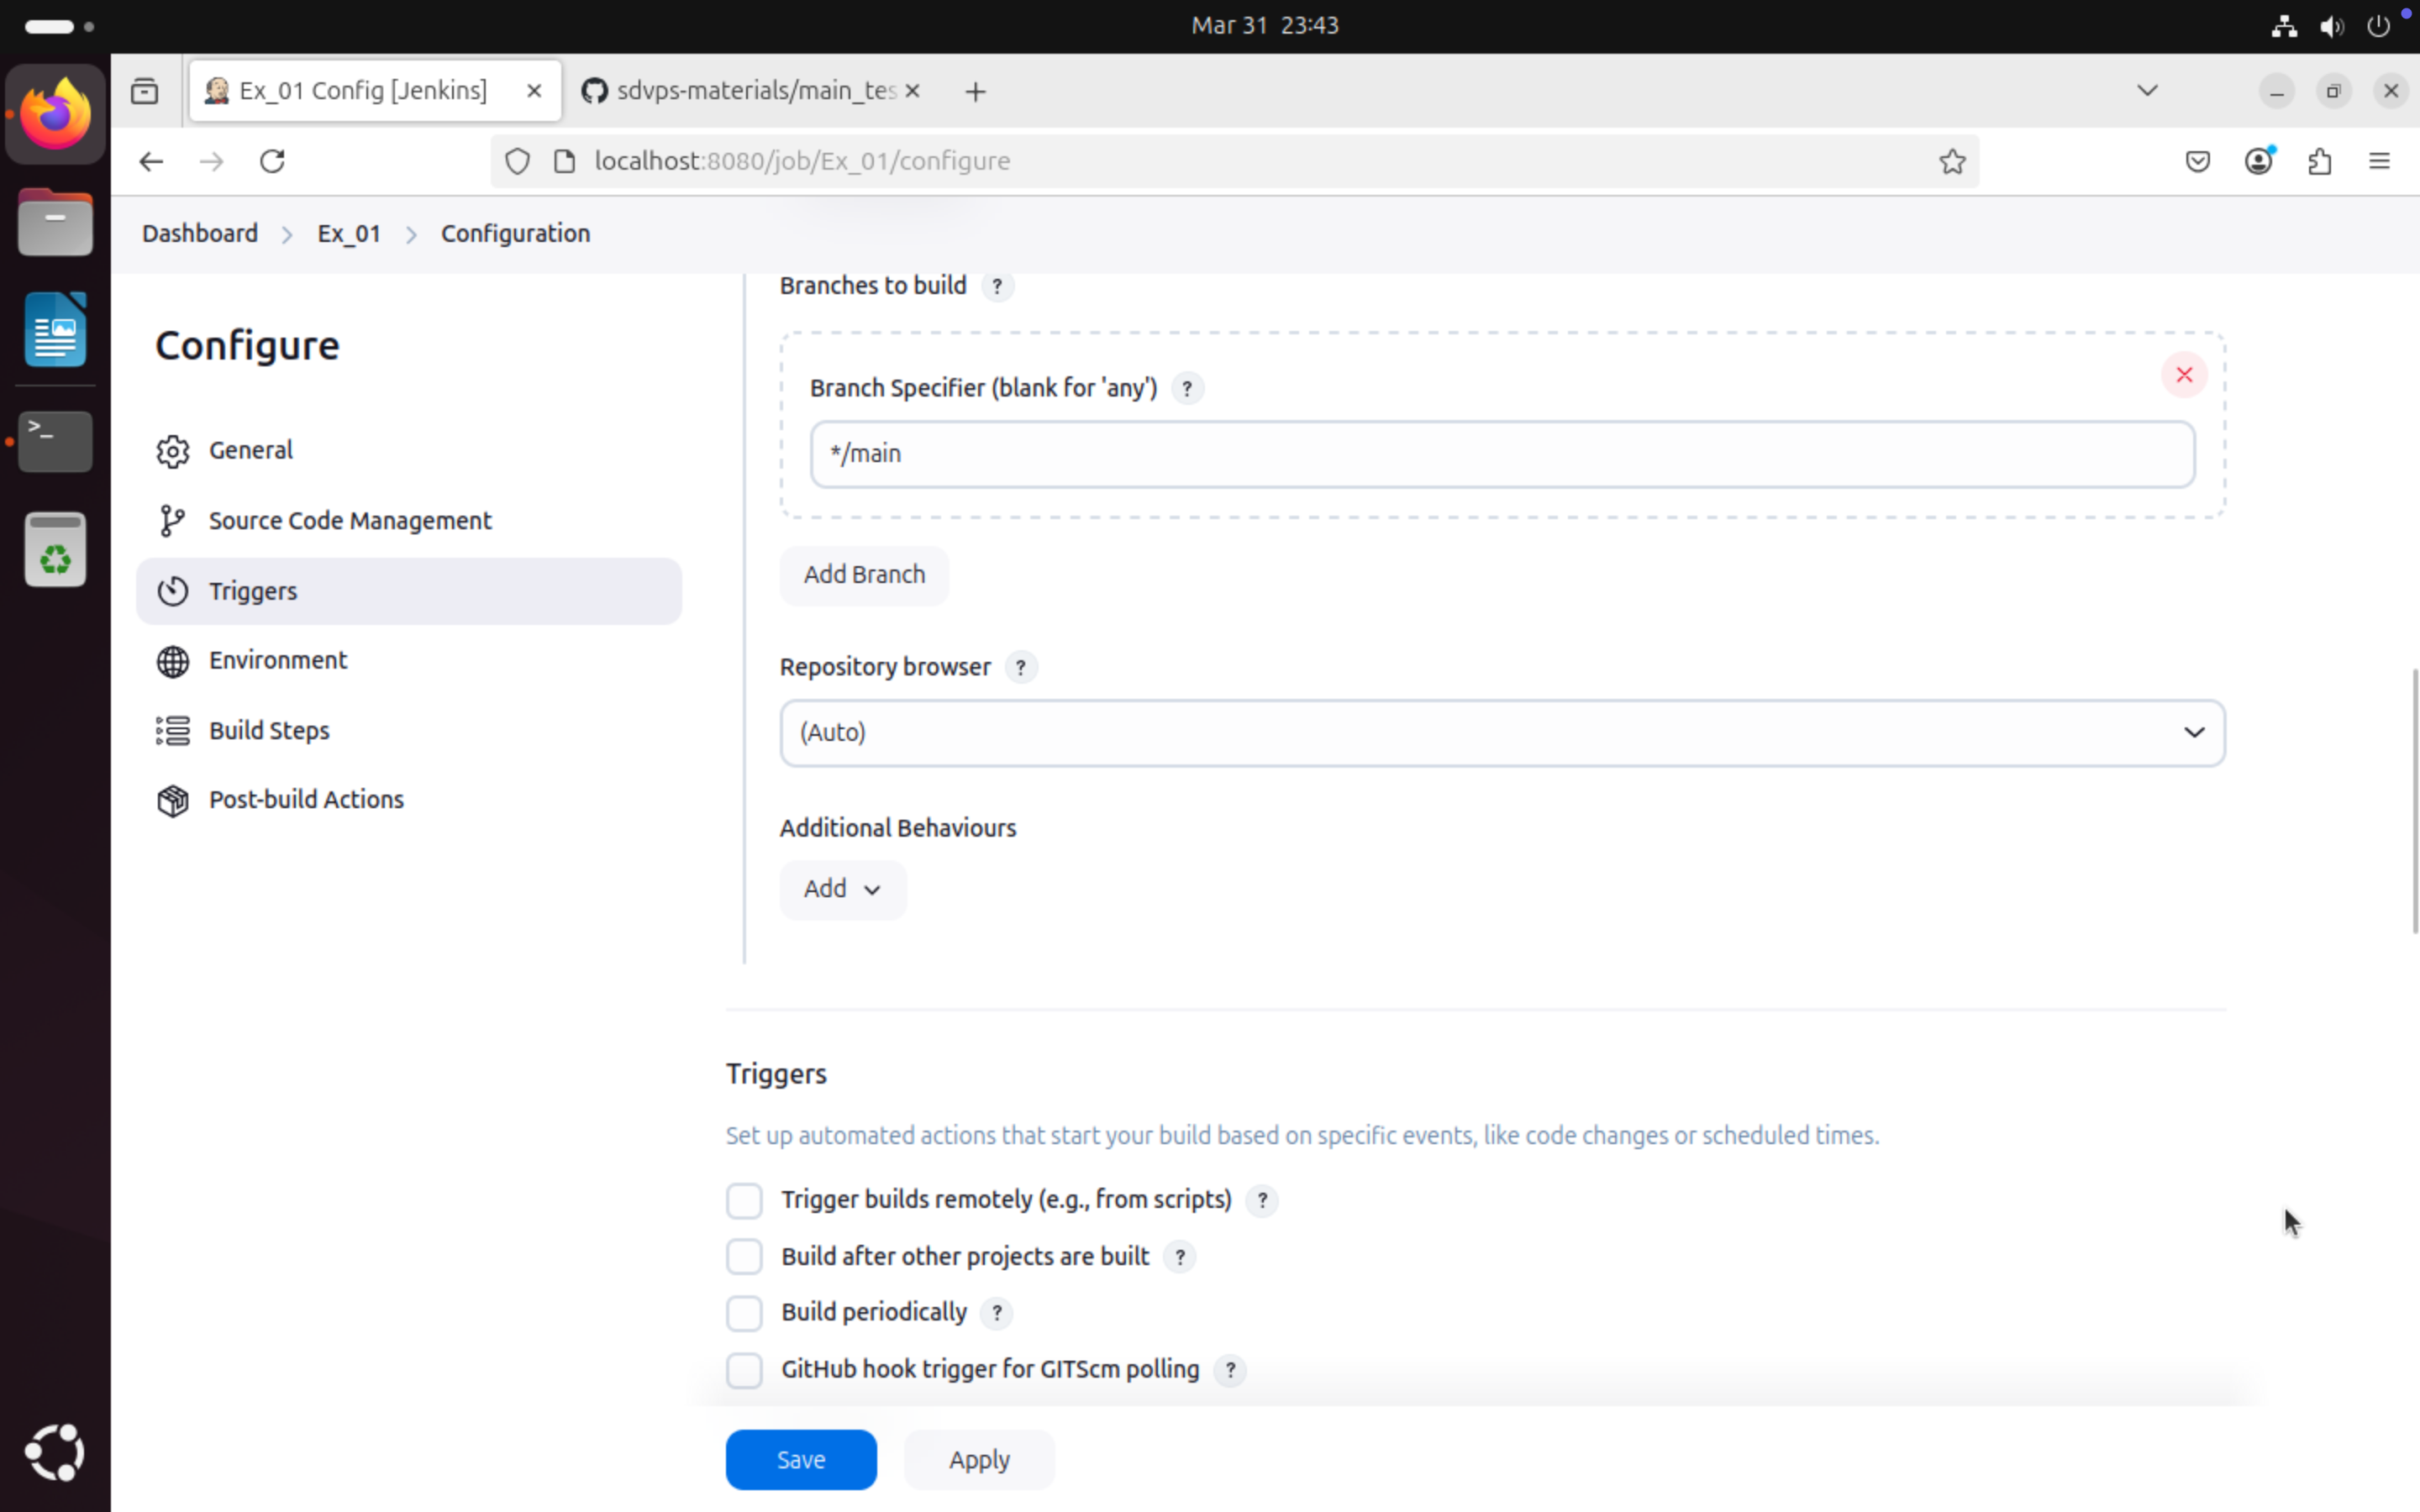 Mar 31 23:43
Ex_01 Config [Jenkins]
sdvps-materials/main_tes
localhost:8080/job/Ex_01/configure
Dashboard > Ex_01 > Configuration
Configure
General
Source Code Management
Triggers
Environment
Build Steps
Post-build Actions
Branches to build ?
Branch Specifier (blank for 'any') ?
*/main
Add Branch
Repository browser ?
(Auto)
Additional Behaviours
Add
Triggers
Set up automated actions that start your build based on specific events, like code changes or scheduled times.
Trigger builds remotely (e.g., from scripts) ?
Build after other projects are built ?
Build periodically ?
GitHub hook trigger for GITScm polling ?
Save
Apply